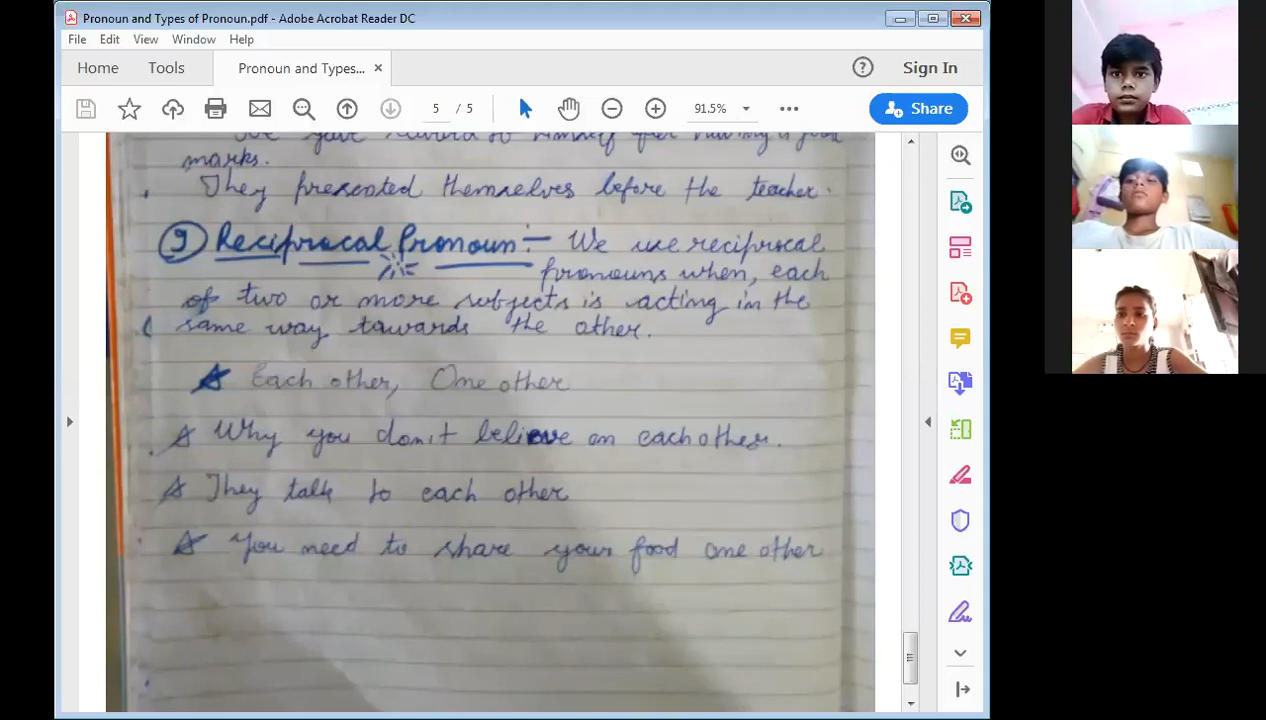 Pronoun and Types of Pronoun.pdf - Adobe Acrobat Reader DC
File Edit View Window Help
Home Tools Pronoun and Types... × Sign In
5 / 5 91.5% Share
marks.
They presented themselves before the teacher.
9 Reciprocal Pronoun:- We use reciprocal
pronouns when, each
of two or more subjects is acting in the
same way towards the other.
Each other, One other
Why you don't believe on each other.
They talk to each other
You need to share your food one other